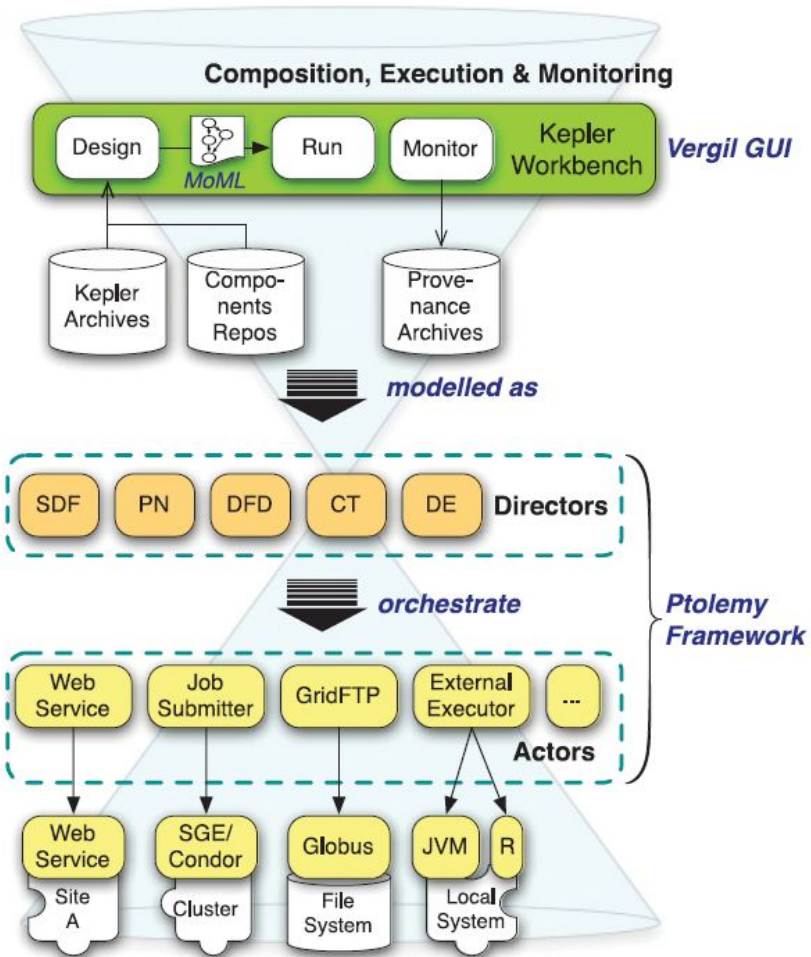 Composition, Execution & Monitoring
Design
MoML
Run
Monitor
Kepler
Workbench
Vergil GUI
Kepler
Archives
Compo-
nents
Repos
Prove-
nance
Archives
modelled as
SDF
PN
DFD
CT
DE
Directors
orchestrate
Ptolemy
Framework
Web
Service
Job
Submitter
GridFTP
External
Executor
...
Actors
Web
Service
SGE/
Condor
Globus
JVM
R
Site
A
Cluster
File
System
Local
System